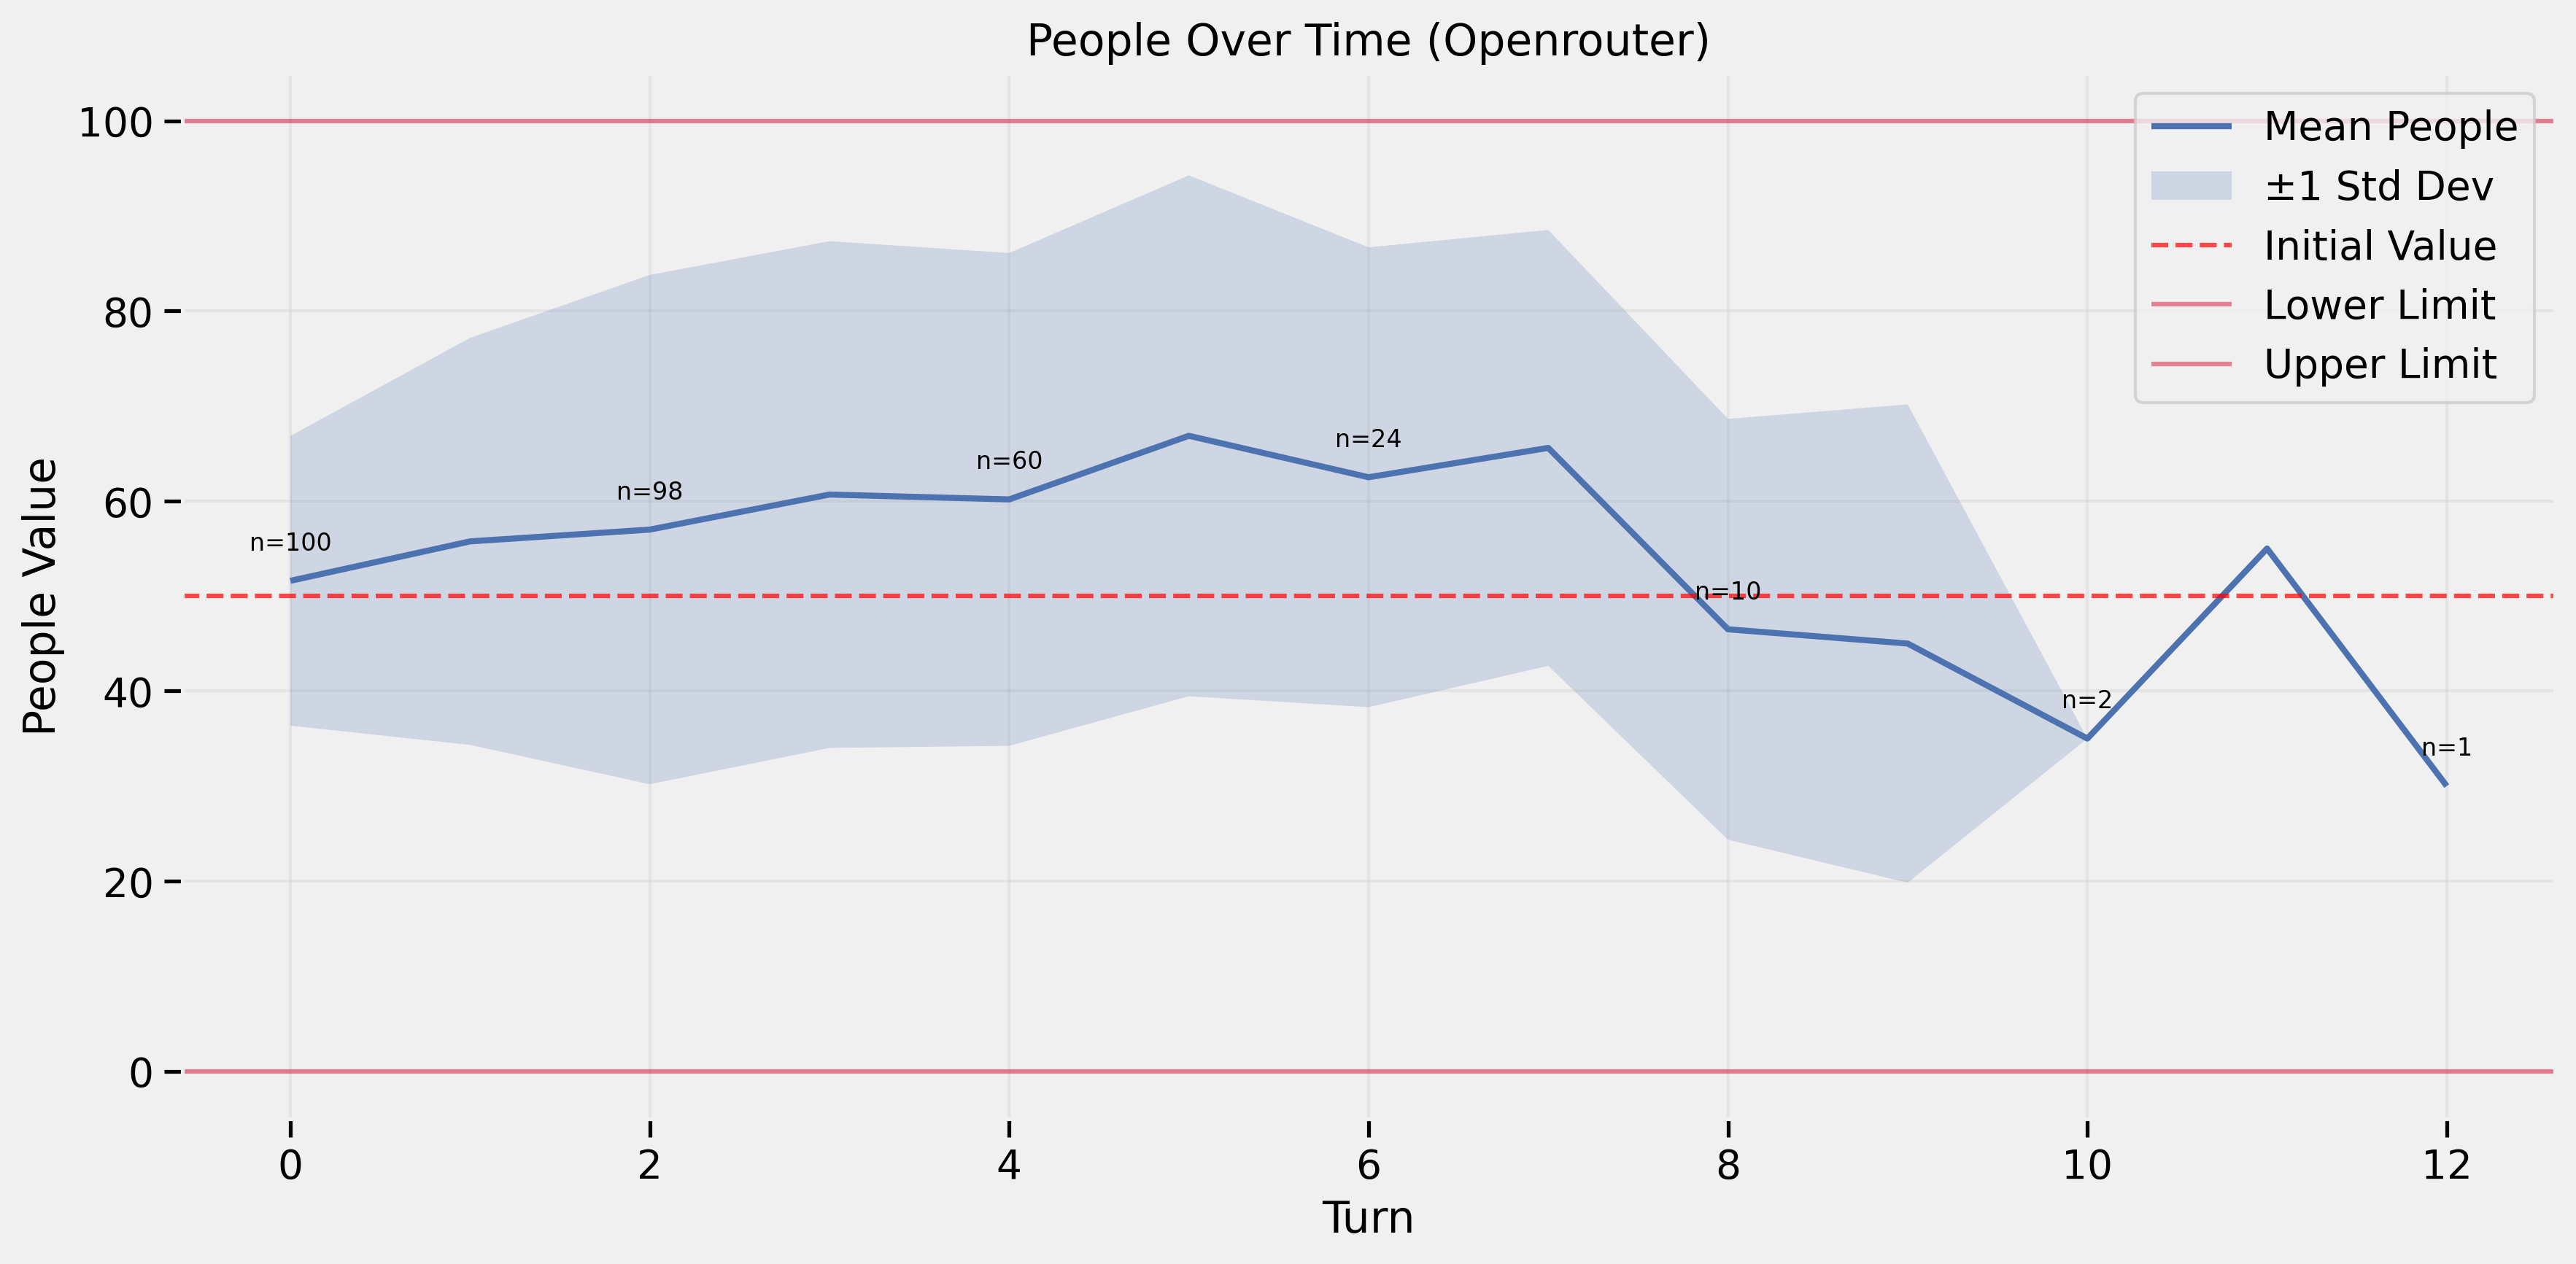 People Over Time (Openrouter)
100
80
60
40
20
0
People Value
Mean People
±1 Std Dev
Initial Value
Lower Limit
Upper Limit
n=100
n=98
n=60
n=24
n=10
n=2
n=1
0 2 4 6 8 10 12
Turn